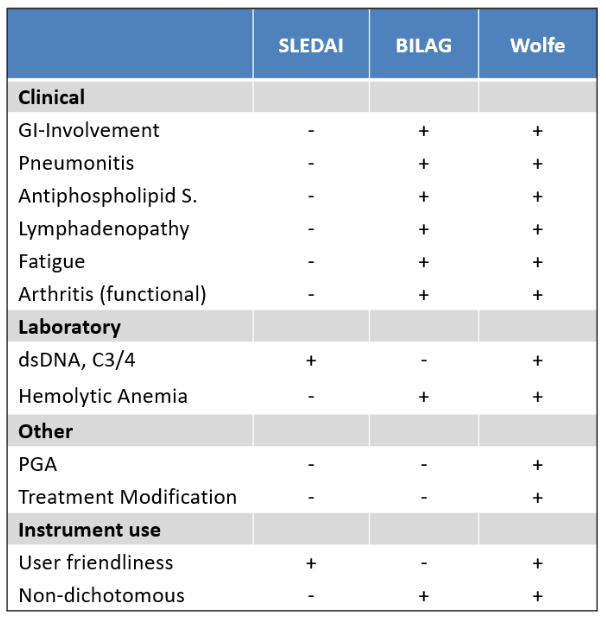 SLEDAI BILAG Wolfe
Clinical
GI-Involvement - + +
Pneumonitis - + +
Antiphospholipid S. - + +
Lymphadenopathy - + +
Fatigue - + +
Arthritis (functional) - + +
Laboratory
dsDNA, C3/4 + - +
Hemolytic Anemia - + +
Other
PGA - - +
Treatment Modification - - +
Instrument use
User friendliness + - +
Non-dichotomous - + +